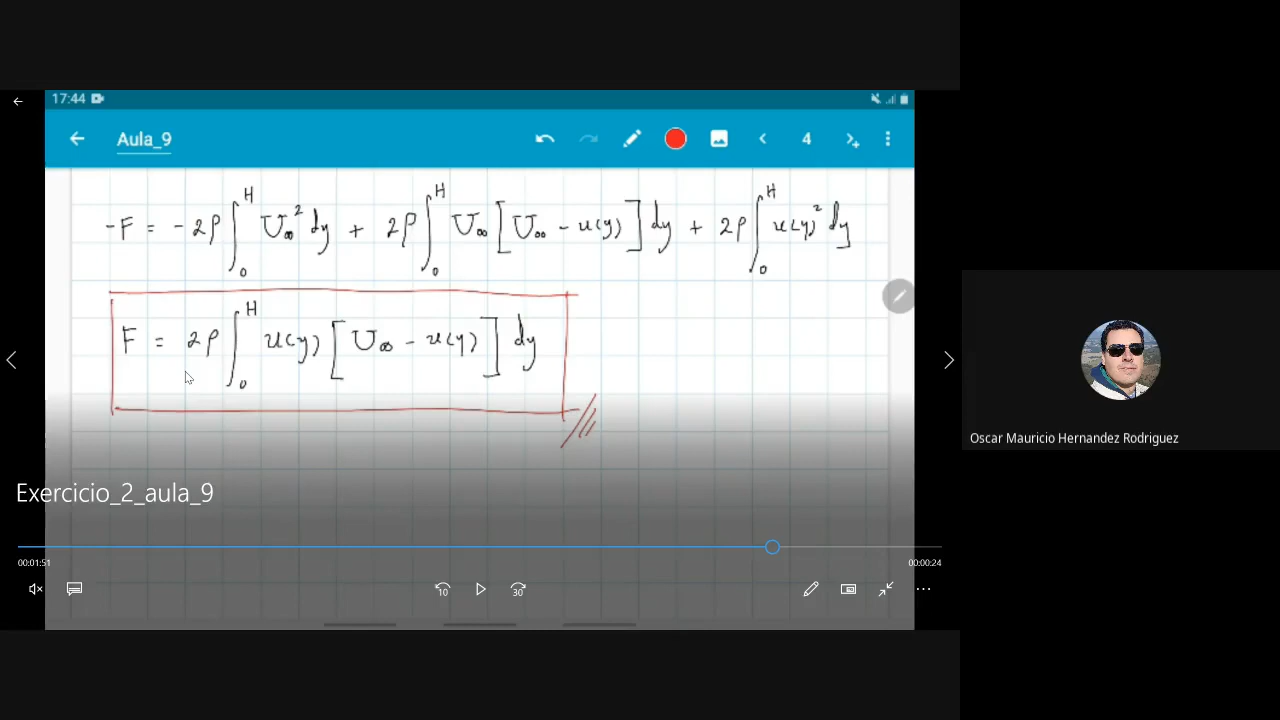 17:44
Aula_9
4
-F = -2ρ∫₀ᴴ U∞² dy + 2ρ∫₀ᴴ U∞[U∞ - u(y)]dy + 2ρ∫₀ᴴ u(y)² dy
F = 2ρ∫₀ᴴ u(y)[U∞ - u(y)] dy
Oscar Mauricio Hernandez Rodriguez
Exercicio_2_aula_9
00:01:51
00:00:24
10
30